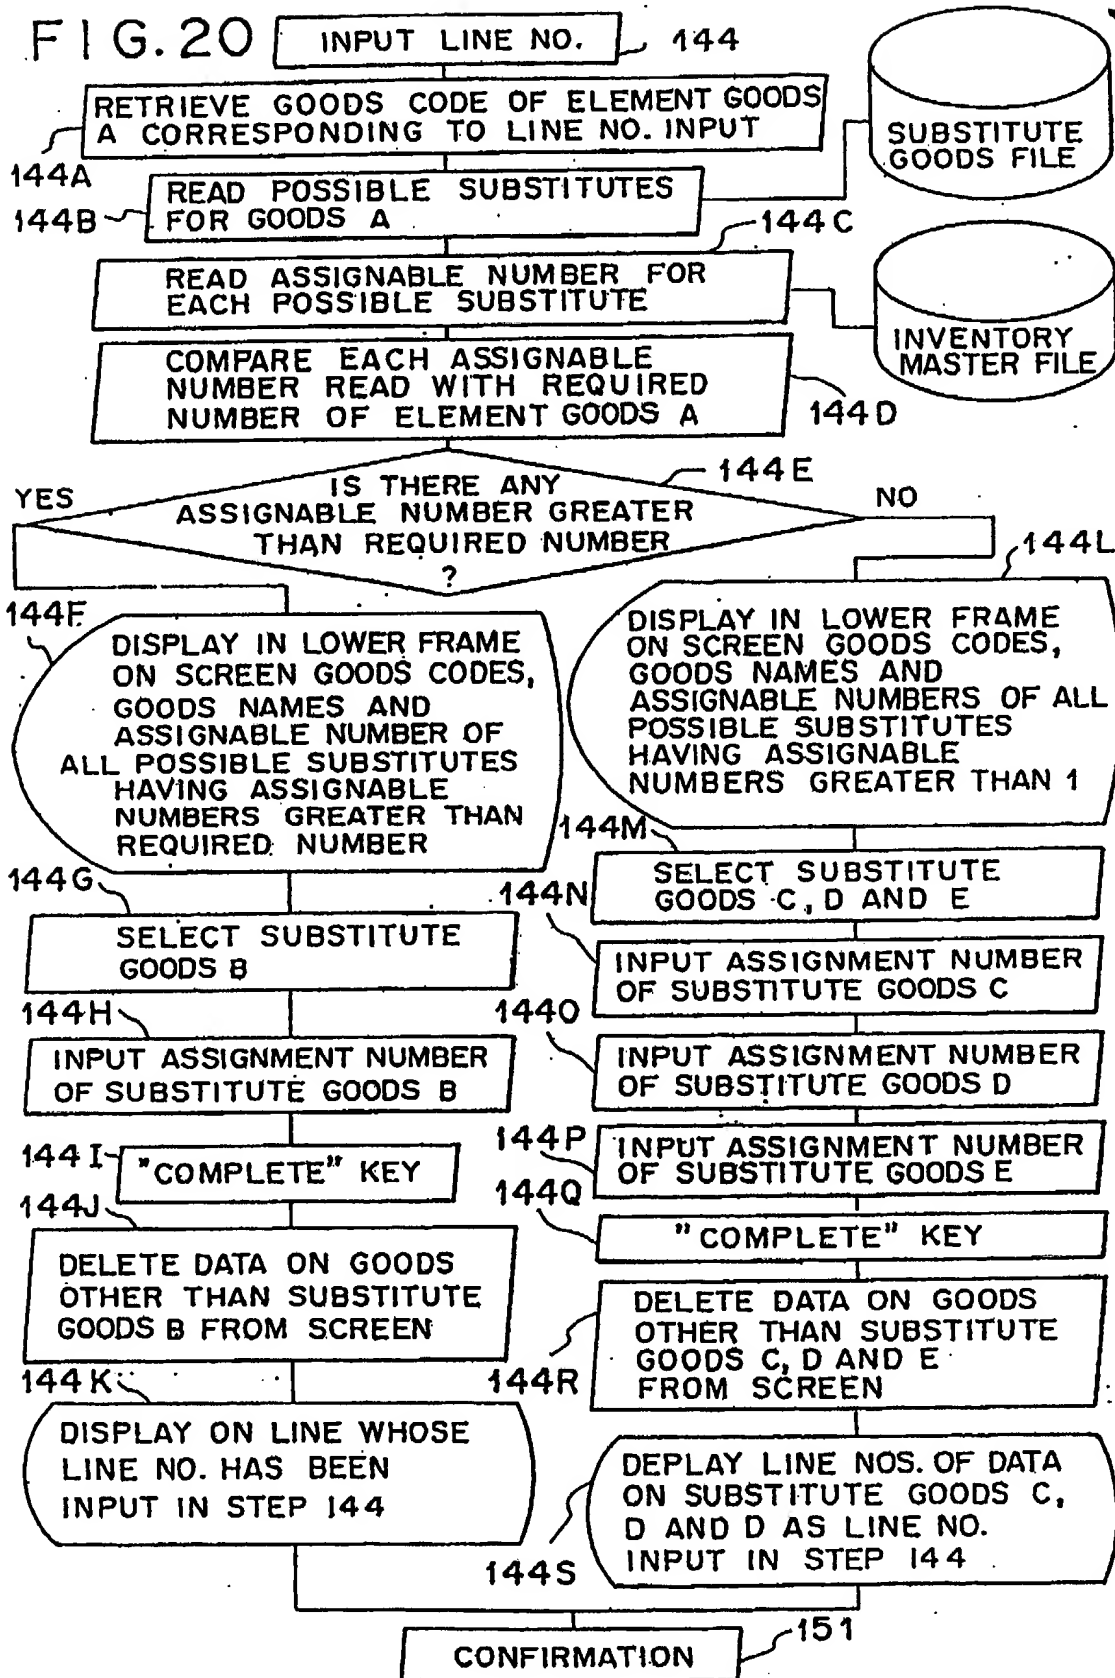 FIG. 20
INPUT LINE NO.
144
RETRIEVE GOODS CODE OF ELEMENT GOODS
A CORRESPONDING TO LINE NO. INPUT
144A
SUBSTITUTE
GOODS FILE
READ POSSIBLE SUBSTITUTES
FOR GOODS A
144B
144C
READ ASSIGNABLE NUMBER FOR
EACH POSSIBLE SUBSTITUTE
INVENTORY
MASTER FILE
COMPARE EACH ASSIGNABLE
NUMBER READ WITH REQUIRED
NUMBER OF ELEMENT GOODS A
144D
144E
YES
IS THERE ANY
ASSIGNABLE NUMBER GREATER
THAN REQUIRED NUMBER
?
NO
144F
DISPLAY IN LOWER FRAME
ON SCREEN GOODS CODES,
GOODS NAMES AND
ASSIGNABLE NUMBER OF
ALL POSSIBLE SUBSTITUTES
HAVING ASSIGNABLE
NUMBERS GREATER THAN
REQUIRED NUMBER
144G
SELECT SUBSTITUTE
GOODS B
144H
INPUT ASSIGNMENT NUMBER
OF SUBSTITUTE GOODS B
144I
"COMPLETE" KEY
144J
DELETE DATA ON GOODS
OTHER THAN SUBSTITUTE
GOODS B FROM SCREEN
144K
DISPLAY ON LINE WHOSE
LINE NO. HAS BEEN
INPUT IN STEP 144
144L
DISPLAY IN LOWER FRAME
ON SCREEN GOODS CODES,
GOODS NAMES AND
ASSIGNABLE NUMBERS OF ALL
POSSIBLE SUBSTITUTES
HAVING ASSIGNABLE
NUMBERS GREATER THAN 1
144M
SELECT SUBSTITUTE
GOODS C, D AND E
144N
INPUT ASSIGNMENT NUMBER
OF SUBSTITUTE GOODS C
144O
INPUT ASSIGNMENT NUMBER
OF SUBSTITUTE GOODS D
144P
INPUT ASSIGNMENT NUMBER
OF SUBSTITUTE GOODS E
144Q
"COMPLETE" KEY
DELETE DATA ON GOODS
OTHER THAN SUBSTITUTE
GOODS C, D AND E
FROM SCREEN
144R
DEPLAY LINE NOS. OF DATA
ON SUBSTITUTE GOODS C,
D AND D AS LINE NO.
INPUT IN STEP 144
144S
151
CONFIRMATION